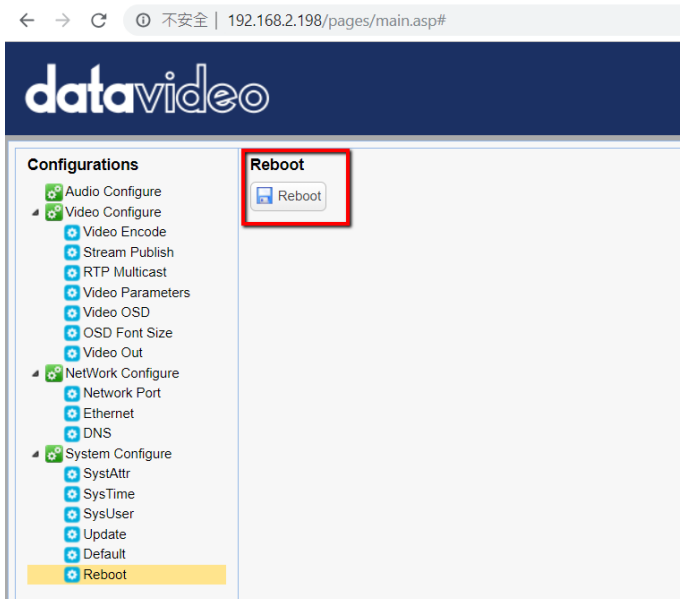 不安全 | 192.168.2.198/pages/main.asp#
datavideo
Configurations
Audio Configure
Video Configure
Video Encode
Stream Publish
RTP Multicast
Video Parameters
Video OSD
OSD Font Size
Video Out
NetWork Configure
Network Port
Ethernet
DNS
System Configure
SystAttr
SysTime
SysUser
Update
Default
Reboot
Reboot
Reboot